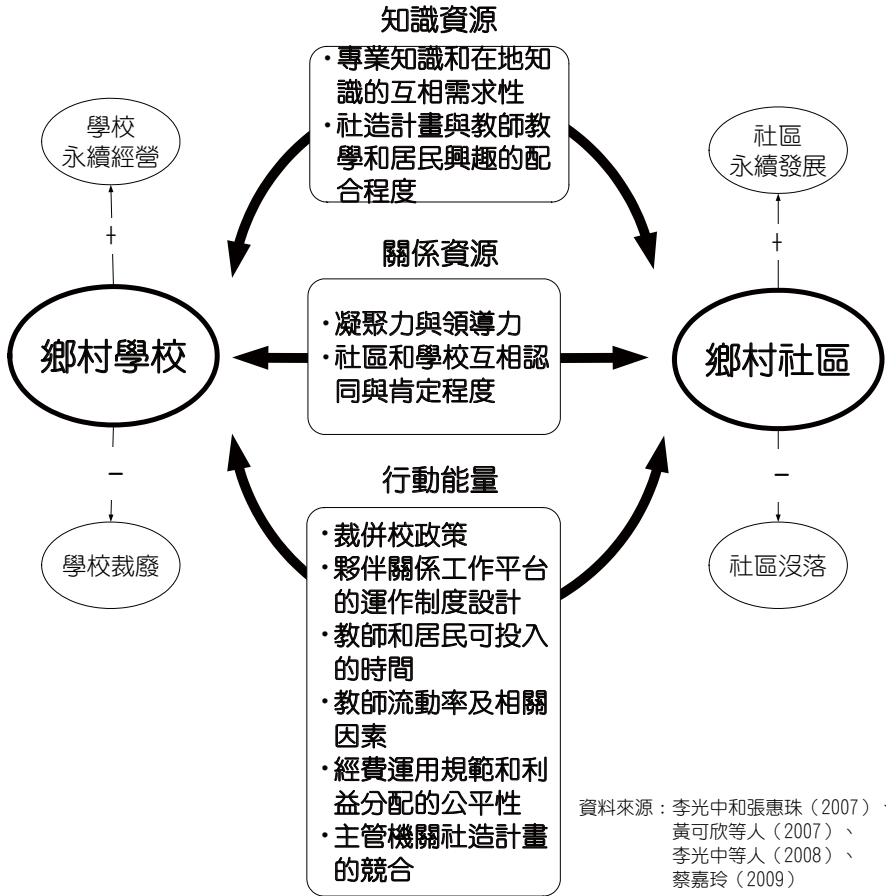 知識資源
·專業知識和在地知
識的互相需求性
·社造計畫與教師教
學和居民興趣的配
合程度
學校
永續經營
社區
永續發展
+
+
關係資源
·凝聚力與領導力
·社區和學校互相認
同與肯定程度
鄉村學校
鄉村社區
−
−
學校裁廢
社區沒落
行動能量
·裁併校政策
·夥伴關係工作平台
的運作制度設計
·教師和居民可投入
的時間
·教師流動率及相關
因素
·經費運用規範和利
益分配的公平性
·主管機關社造計畫
的競合
資料來源：李光中和張惠珠（2007）、
黃可欣等人（2007）、
李光中等人（2008）、
蔡嘉玲（2009）